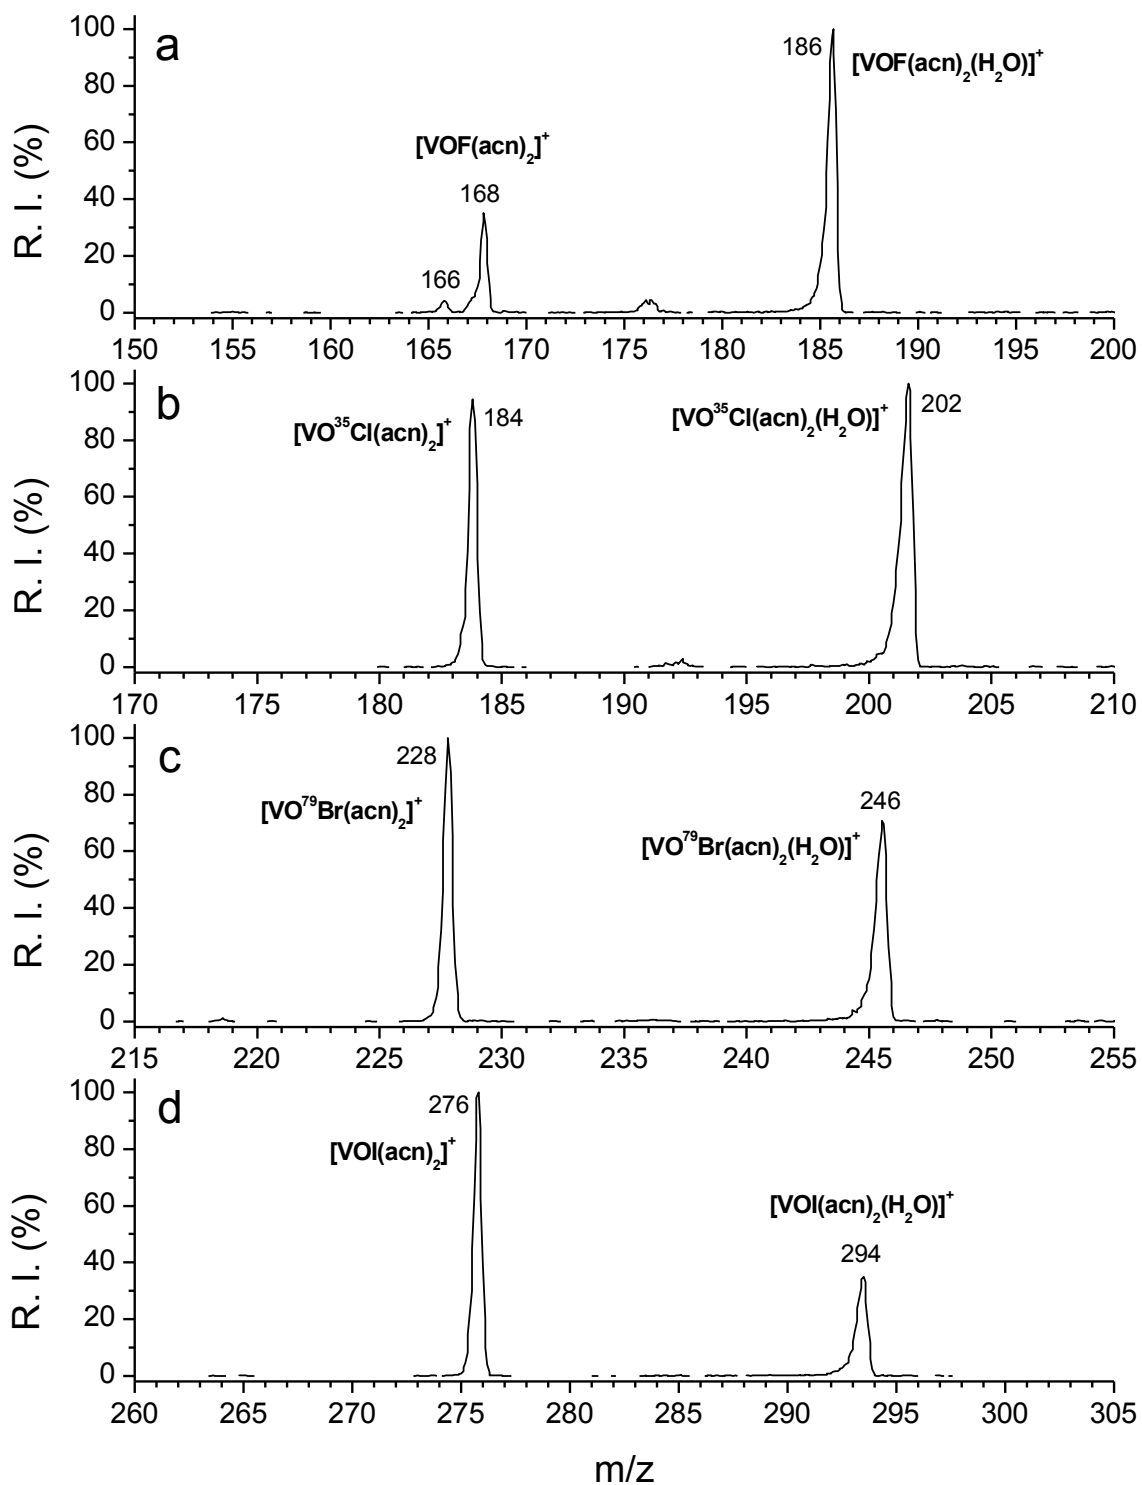 a
R. I. (%)
100
80
60
40
20
0
166
168
[VOF(acn)₂]⁺
186
[VOF(acn)₂(H₂O)]⁺
150 155 160 165 170 175 180 185 190 195 200
b
R. I. (%)
100
80
60
40
20
0
[VO³⁵Cl(acn)₂]⁺
184
[VO³⁵Cl(acn)₂(H₂O)]⁺
202
170 175 180 185 190 195 200 205 210
c
R. I. (%)
100
80
60
40
20
0
228
[VO⁷⁹Br(acn)₂]⁺
246
[VO⁷⁹Br(acn)₂(H₂O)]⁺
215 220 225 230 235 240 245 250 255
d
R. I. (%)
100
80
60
40
20
0
276
[VOI(acn)₂]⁺
[VOI(acn)₂(H₂O)]⁺
294
260 265 270 275 280 285 290 295 300 305
m/z